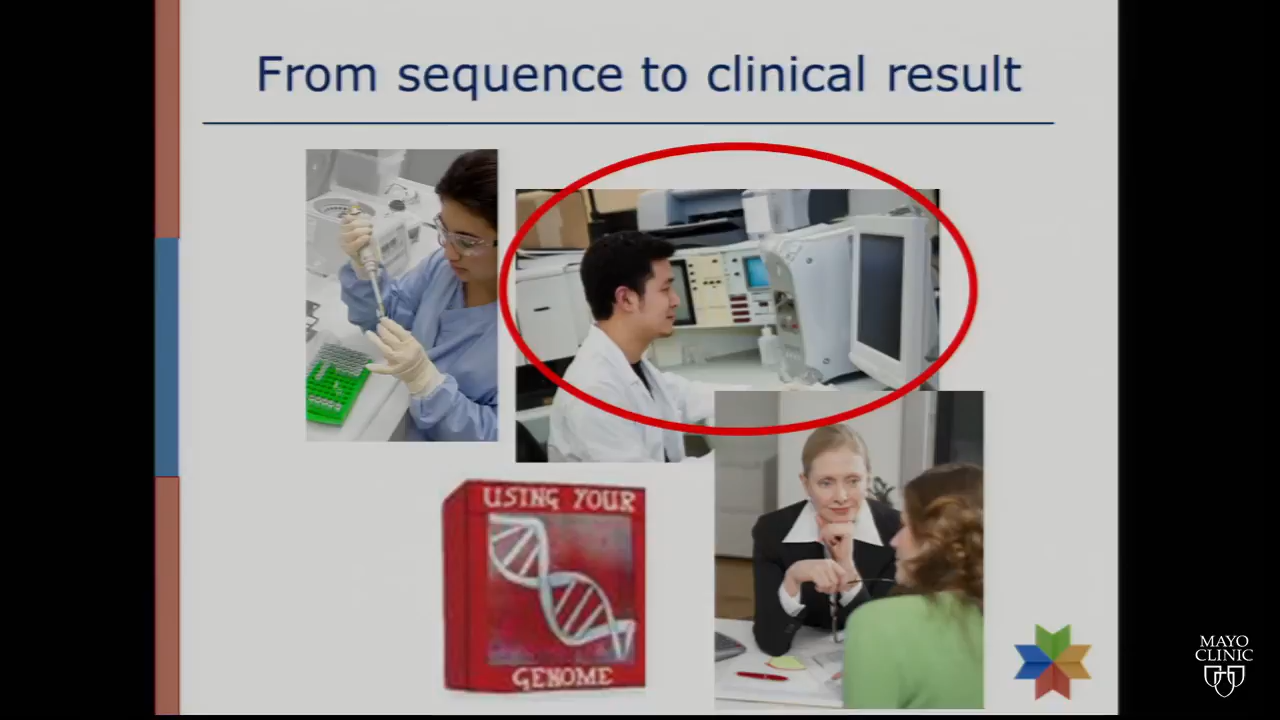 From sequence to clinical result
USING YOUR
GENOME
MAYO
CLINIC